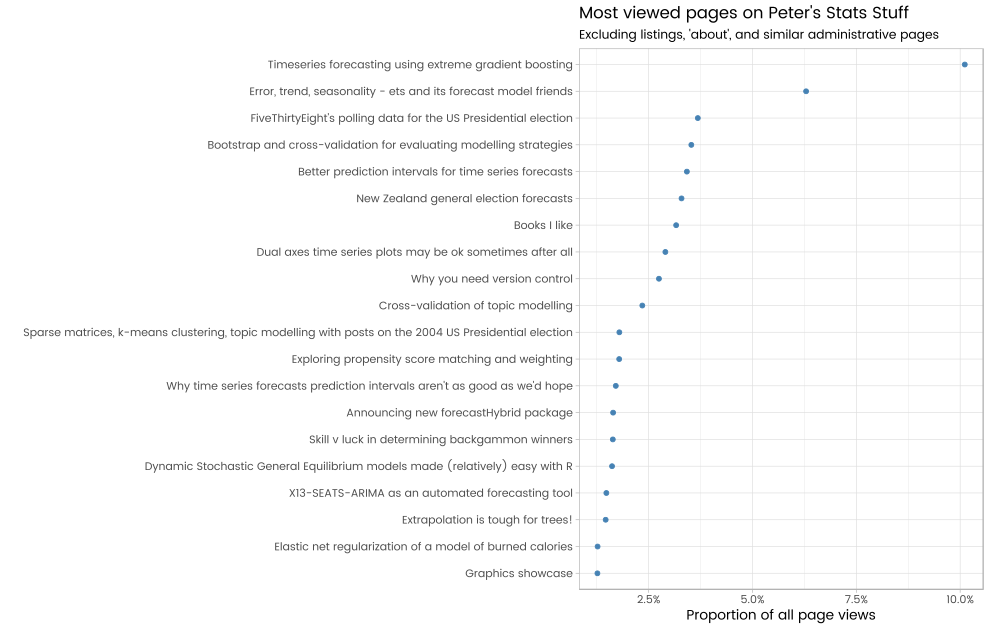 Most viewed pages on Peter's Stats Stuff
Excluding listings, 'about', and similar administrative pages
Timeseries forecasting using extreme gradient boosting
Error, trend, seasonality - ets and its forecast model friends
FiveThirtyEight's polling data for the US Presidential election
Bootstrap and cross-validation for evaluating modelling strategies
Better prediction intervals for time series forecasts
New Zealand general election forecasts
Books I like
Dual axes time series plots may be ok sometimes after all
Why you need version control
Cross-validation of topic modelling
Sparse matrices, k-means clustering, topic modelling with posts on the 2004 US Presidential election
Exploring propensity score matching and weighting
Why time series forecasts prediction intervals aren't as good as we'd hope
Announcing new forecastHybrid package
Skill v luck in determining backgammon winners
Dynamic Stochastic General Equilibrium models made (relatively) easy with R
X13-SEATS-ARIMA as an automated forecasting tool
Extrapolation is tough for trees!
Elastic net regularization of a model of burned calories
Graphics showcase
2.5% 5.0% 7.5% 10.0%
Proportion of all page views